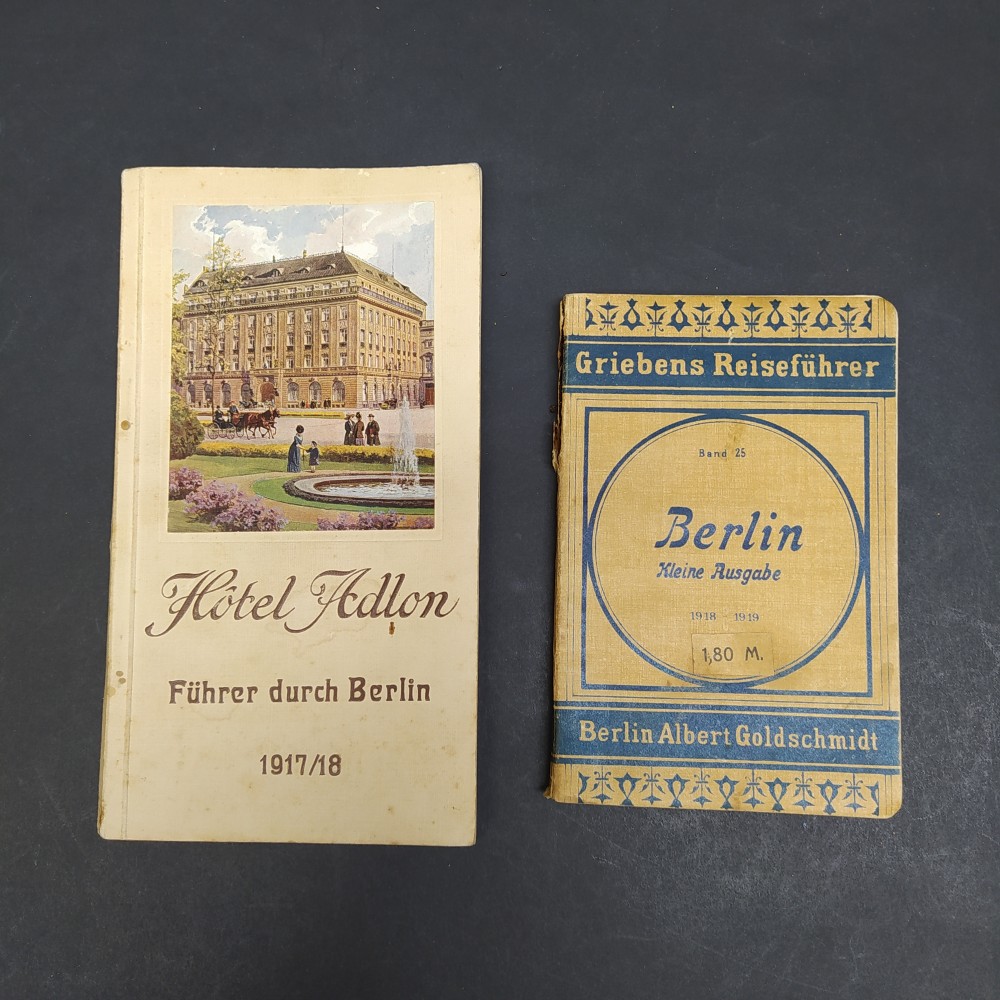 Hôtel Adlon
Führer durch Berlin
1917/18
Griebens Reiseführer
Band 25
Berlin
Kleine Ausgabe
1918 - 1919
1,80 M.
Berlin Albert Goldschmidt